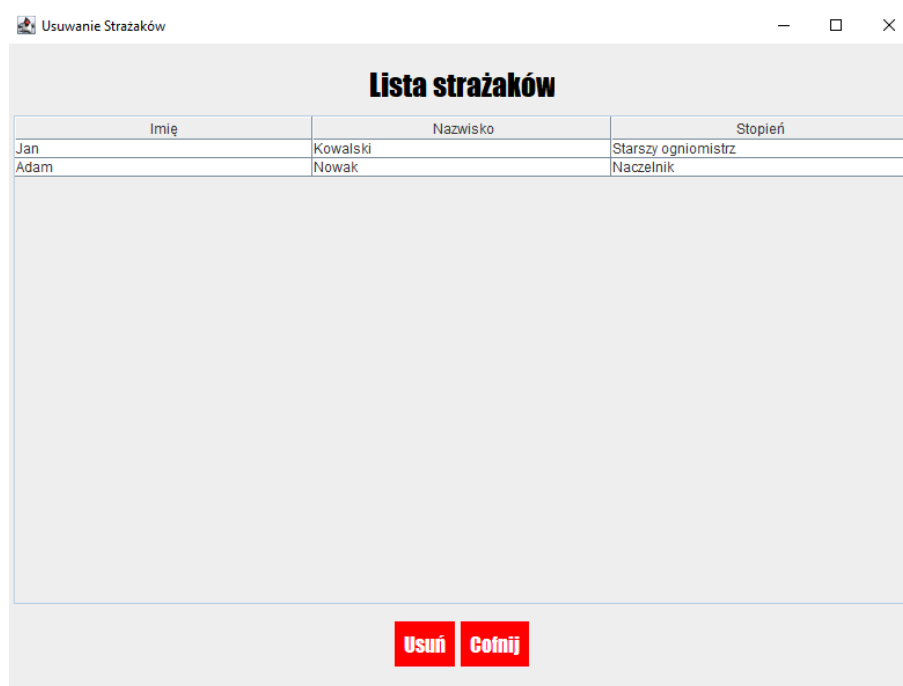 Usuwanie Strażaków
Lista strażaków
Imię Nazwisko Stopień
Jan Kowalski Starszy ogniomistrz
Adam Nowak Naczelnik
Usuń Cofnij